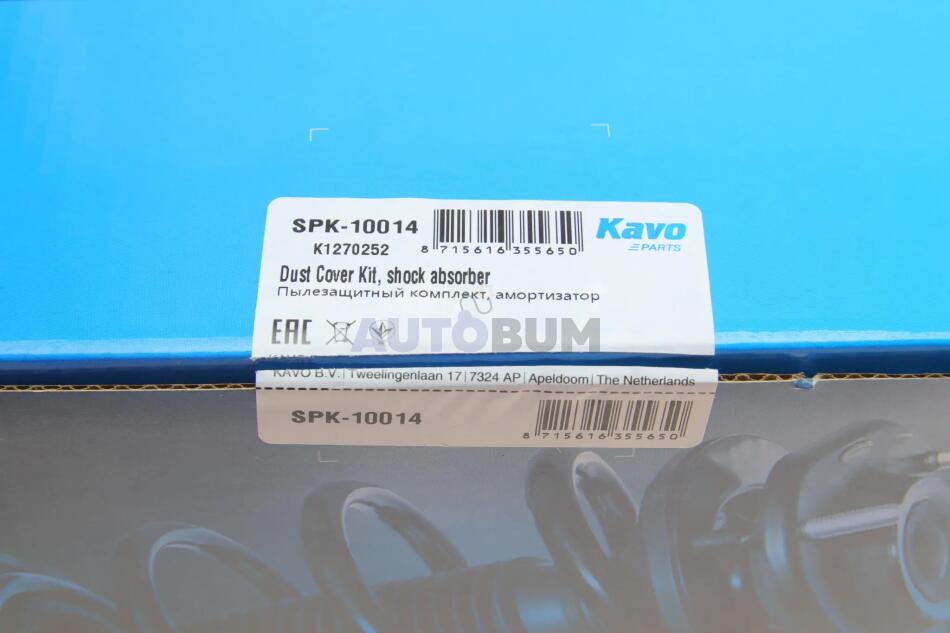 SPK-10014
K1270252
8 715616 355650
Kavo
PARTS
Dust Cover Kit, shock absorber
Пылезащитный комплект, амортизатор
EAC
AUTOBUM
KAVO B.V. | Tweelingenlaan 17 | 7324 AP | Apeldoorn | The Netherlands
SPK-10014
8 715616 355650